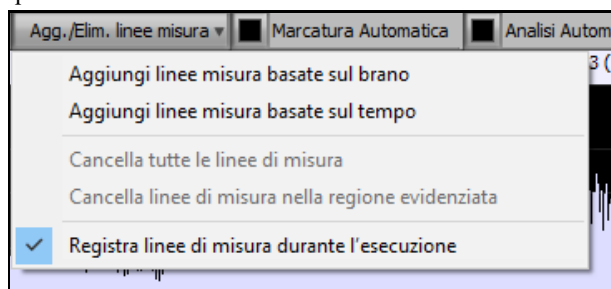 Agg./Elim. linee misura ▾ Marcatura Automatica Analisi Autom
3 (
Aggiungi linee misura basate sul brano
Aggiungi linee misura basate sul tempo
Cancella tutte le linee di misura
Cancella linee di misura nella regione evidenziata
Registra linee di misura durante l'esecuzione